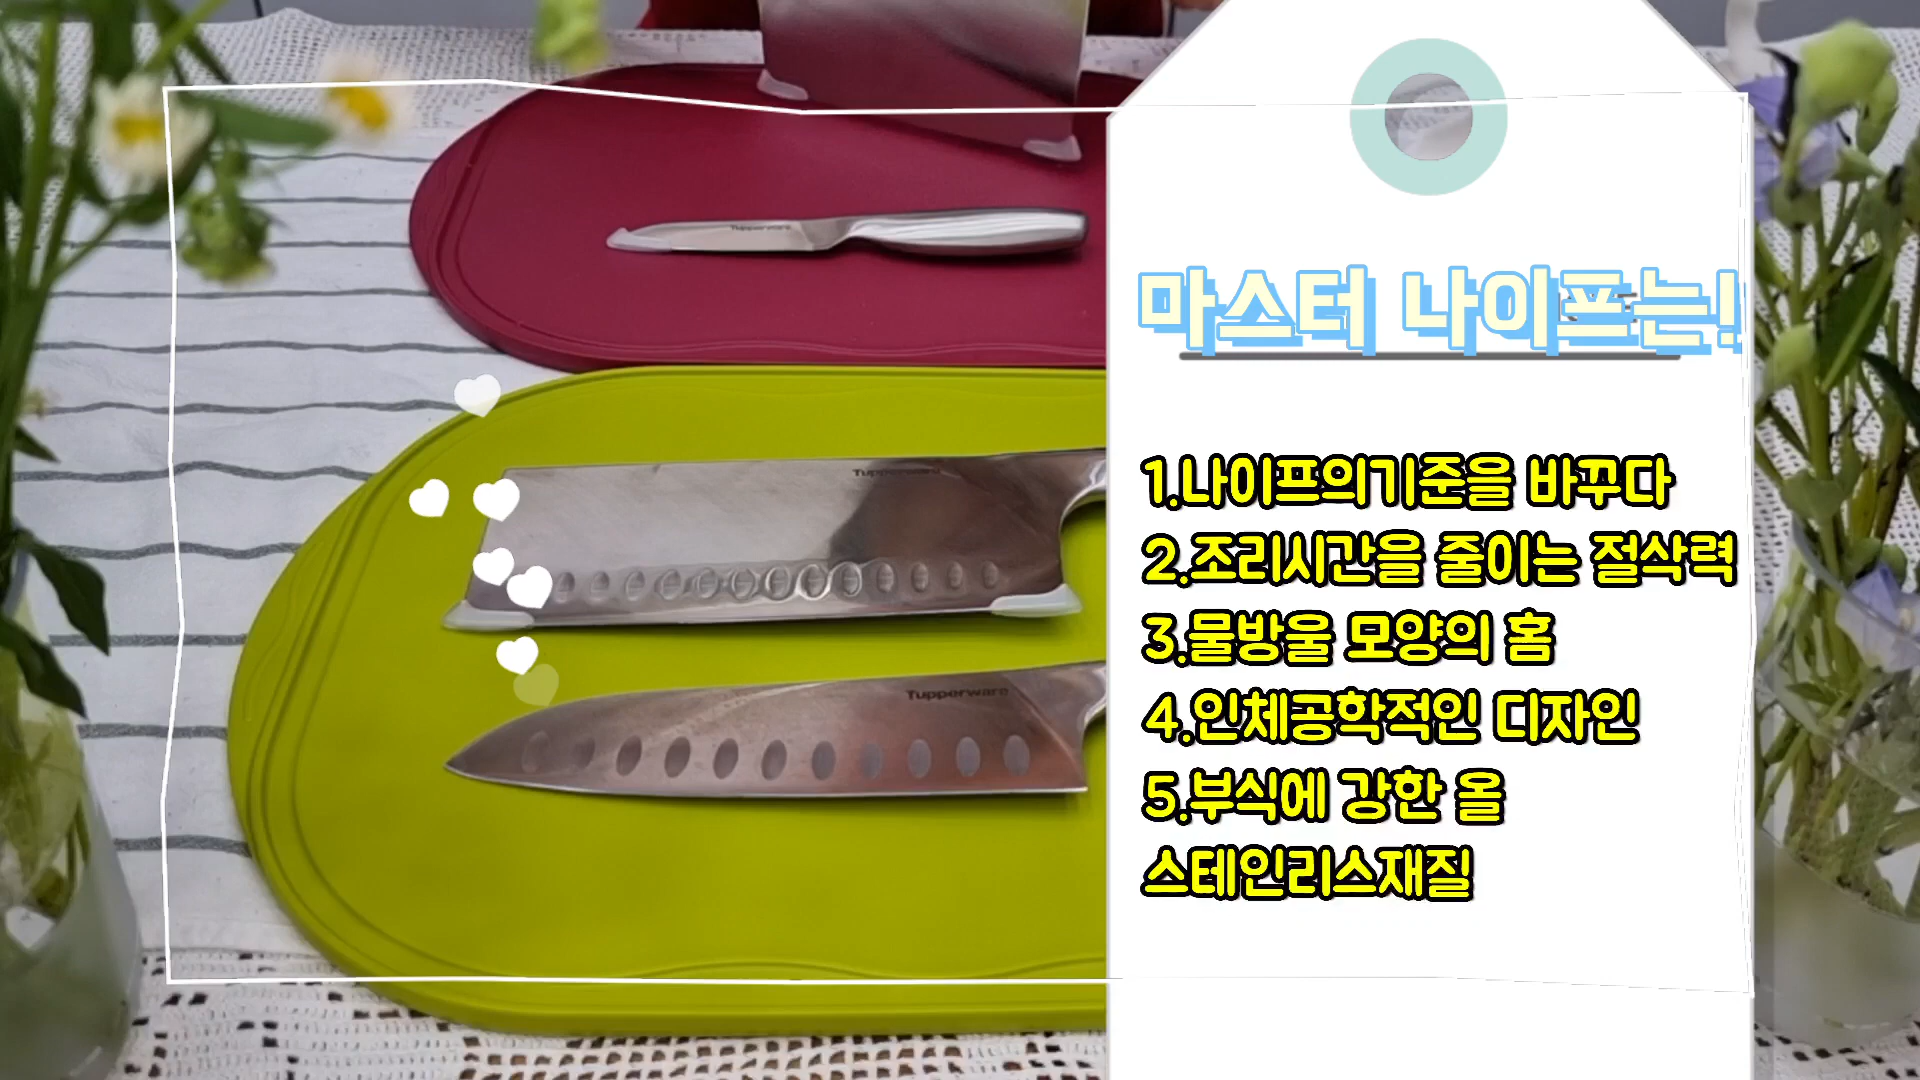 Tupperware
마스터 나이프는!
Tupperware
1.나이프의기준을 바꾸다
2.조리시간을 줄이는 절삭력
3.물방울 모양의 홈
Tupperware
4.인체공학적인 디자인
5.부식에 강한 올
스테인리스재질